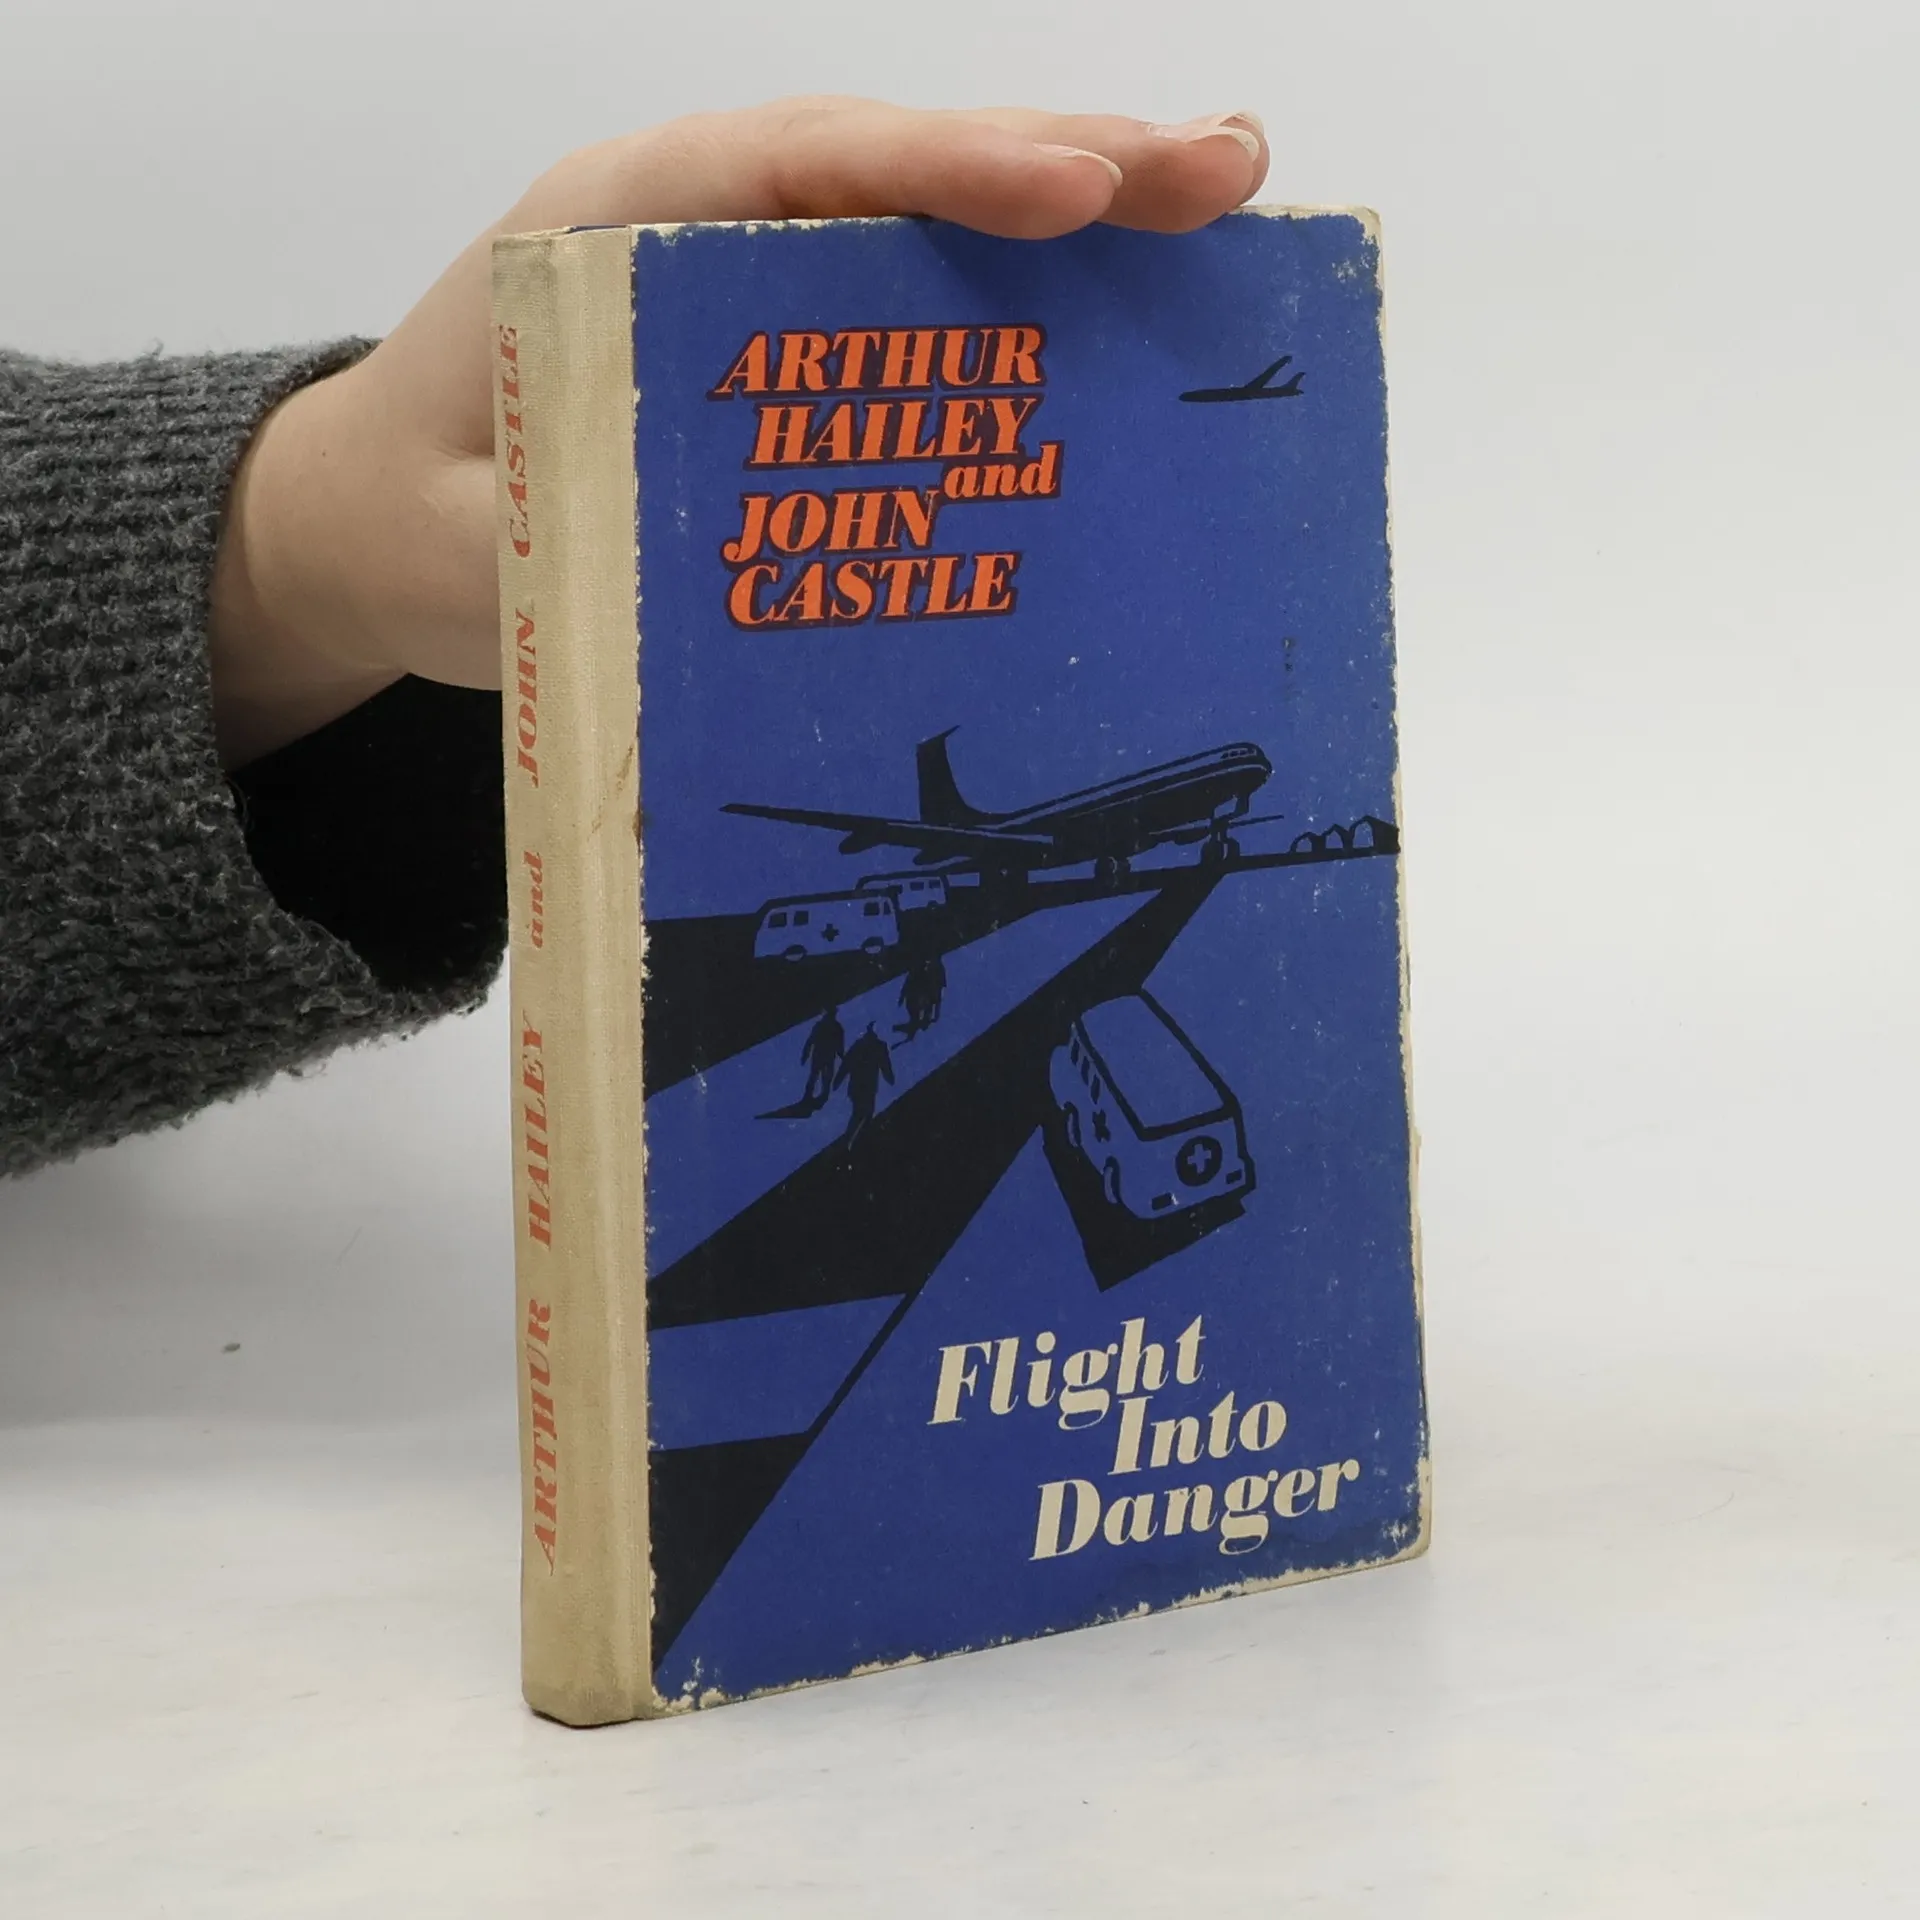 ARTHUR HAILEY and JOHN CASTLE
ARTHUR
HAILEY
and
JOHN
CASTLE
Flight
Into
Danger